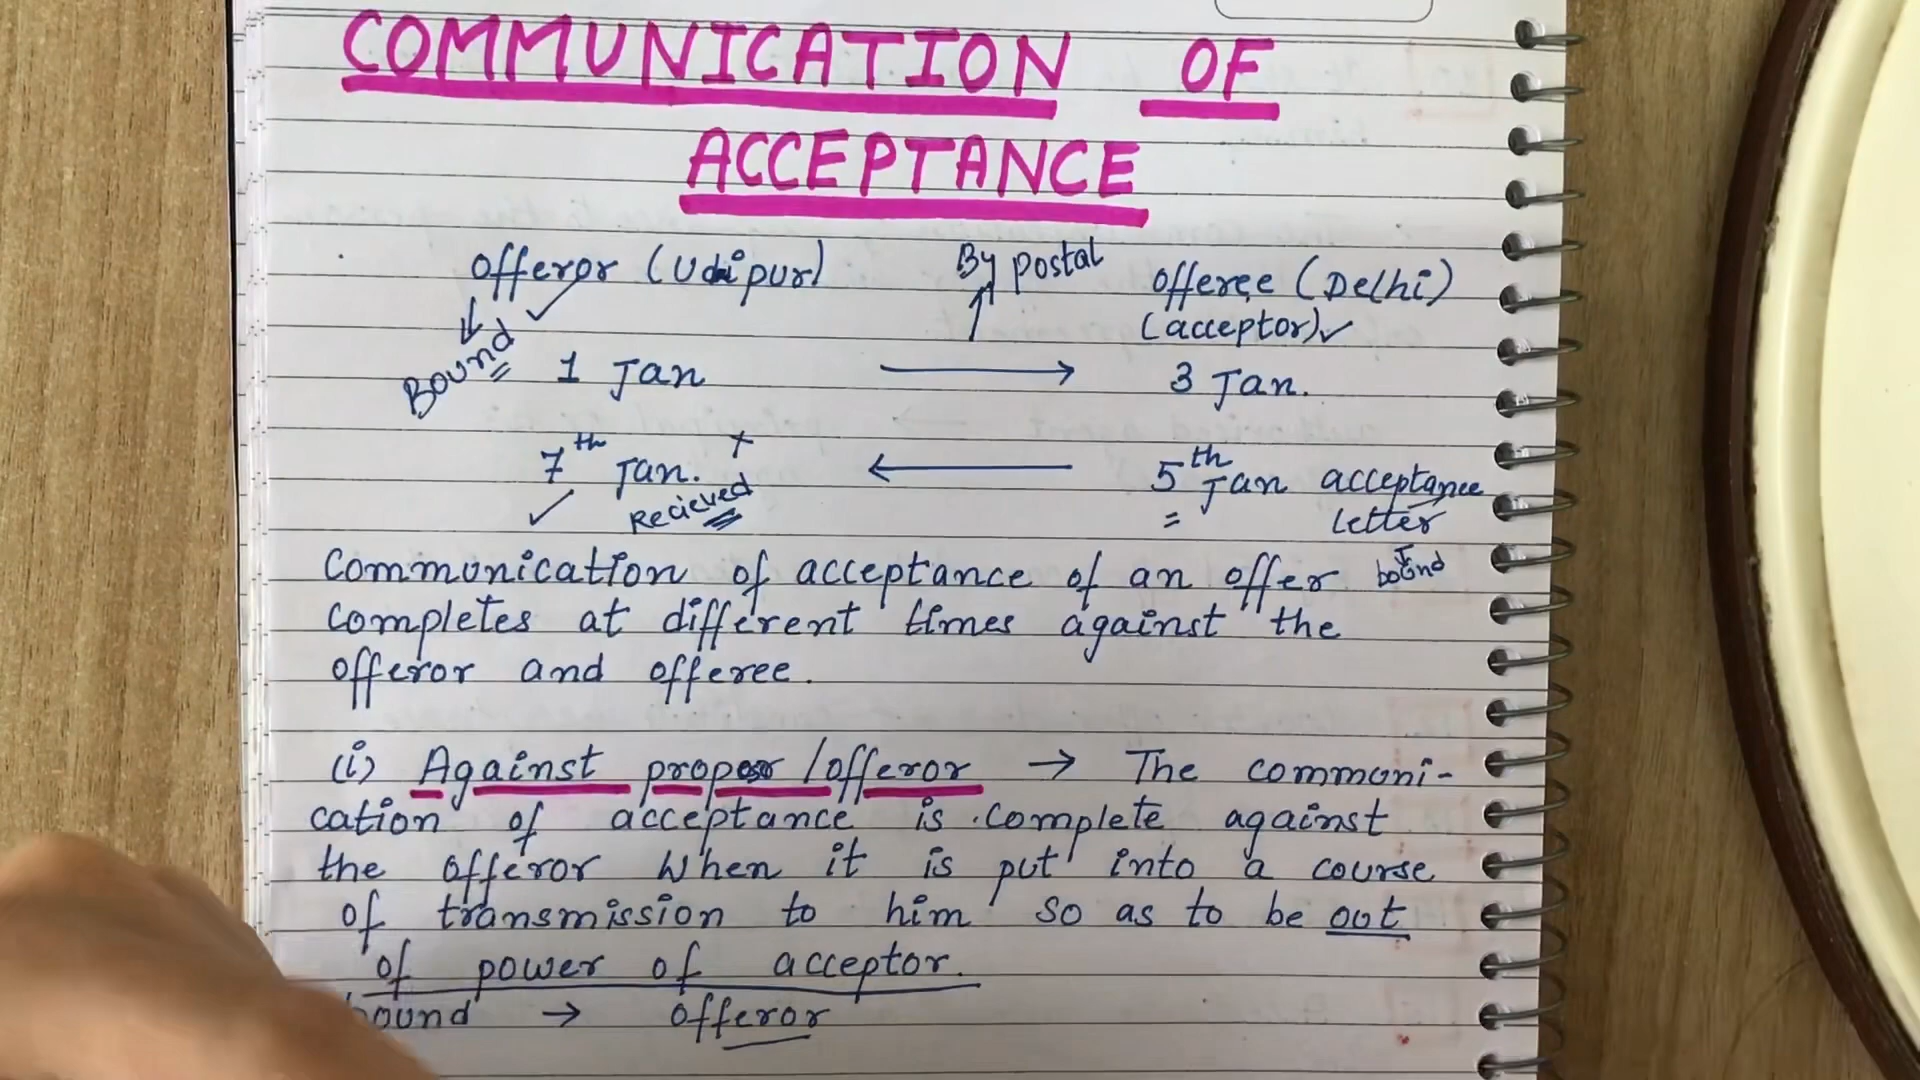 COMMUNICATION OF
ACCEPTANCE
offeror (Udaipur)
By postal
offeree (Delhi)
(acceptor)✓
Bound
1 Jan → 3 Jan.
7th Jan. + ← 5th Jan acceptance
Recieved
letter
bound
Communication of acceptance of an offer
completes at different times against the
offeror and offeree.
(i) Against propeser/offeror → The communi-
cation of acceptance is complete against
the offeror when it is put into a course
of transmission to him so as to be out
of power of acceptor.
ound → offeror